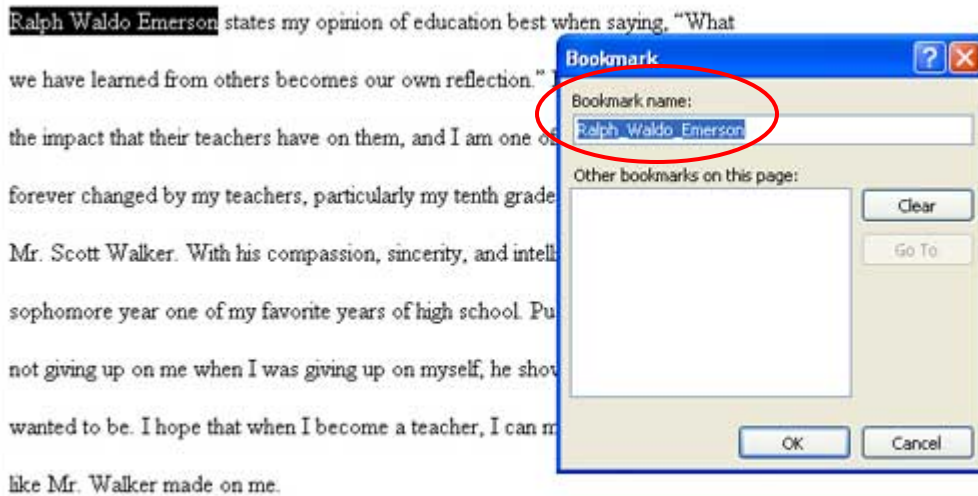 Ralph Waldo Emerson states my opinion of education best when saying, “What
we have learned from others becomes our own reflection.”
the impact that their teachers have on them, and I am one of
forever changed by my teachers, particularly my tenth grade
Mr. Scott Walker. With his compassion, sincerity, and
sophomore year one of my favorite years of high school.
not giving up on me when I was giving up on myself, he
wanted to be. I hope that when I become a teacher, I can
like Mr. Walker made on me.
Bookmark
Bookmark name:
Ralph_Waldo_Emerson
Other bookmarks on this page:
Clear
Go To
OK
Cancel